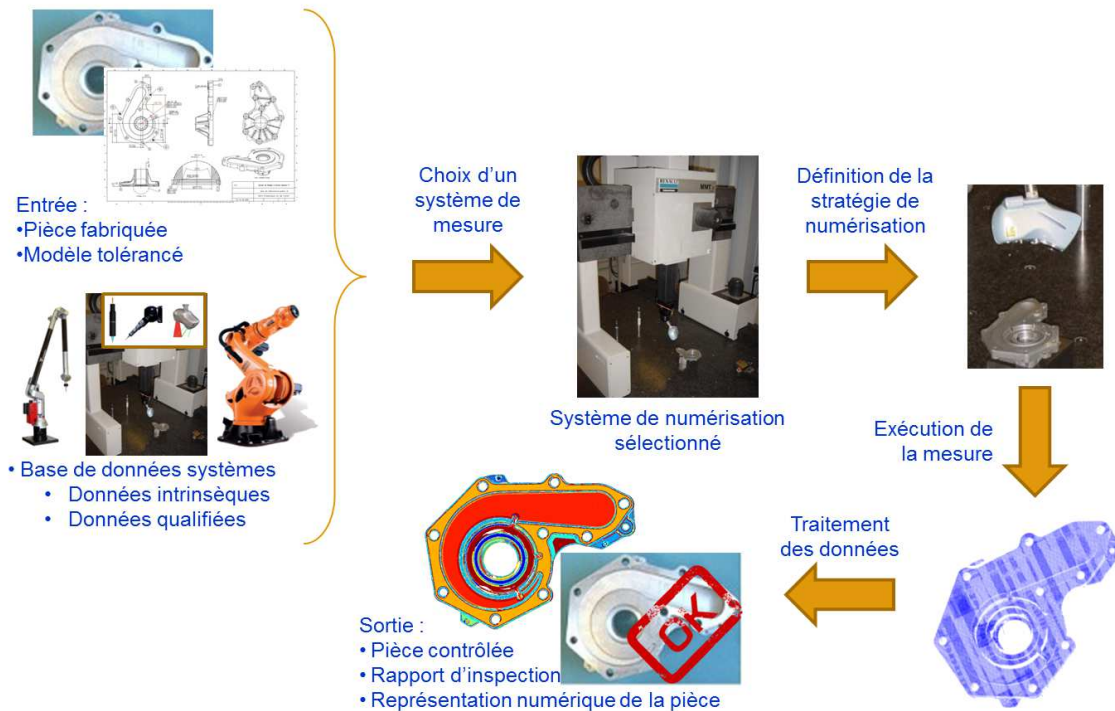 Entrée :
•Pièce fabriquée
•Modèle tolérancé
• Base de données systèmes
• Données intrinsèques
• Données qualifiées
Choix d’un
système de
mesure
MMT
Système de numérisation
sélectionné
Définition de la
stratégie de
numérisation
Exécution de
la mesure
Traitement
des données
Sortie :
• Pièce contrôlée
• Rapport d’inspection
• Représentation numérique de la pièce
OK